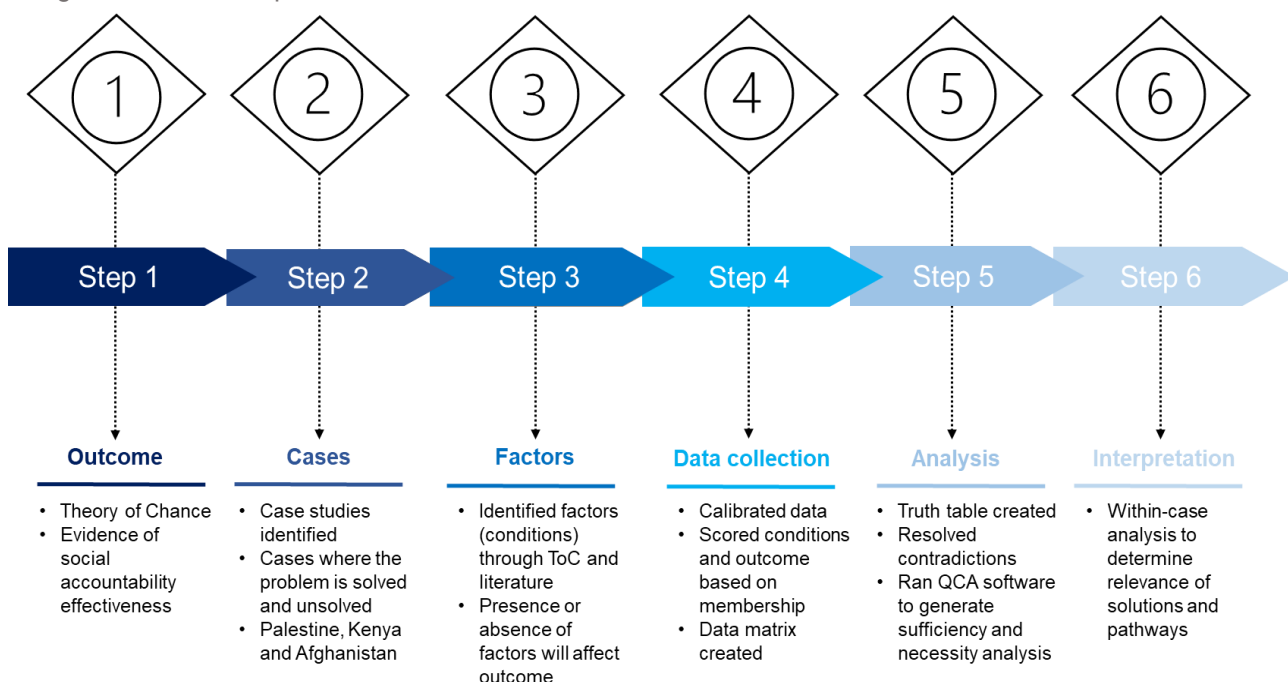 1
2
3
4
5
6
Step 1
Step 2
Step 3
Step 4
Step 5
Step 6
Outcome
• Theory of Chance
• Evidence of
social
accountability
effectiveness
Cases
• Case studies
identified
• Cases where the
problem is solved
and unsolved
• Palestine, Kenya
and Afghanistan
Factors
• Identified factors
(conditions)
through ToC and
literature
• Presence or
absence of
factors will affect
outcome
Data collection
• Calibrated data
• Scored conditions
and outcome
based on
membership
• Data matrix
created
Analysis
• Truth table created
• Resolved
contradictions
• Ran QCA software
to generate
sufficiency and
necessity analysis
Interpretation
• Within-case
analysis to
determine
relevance of
solutions and
pathways